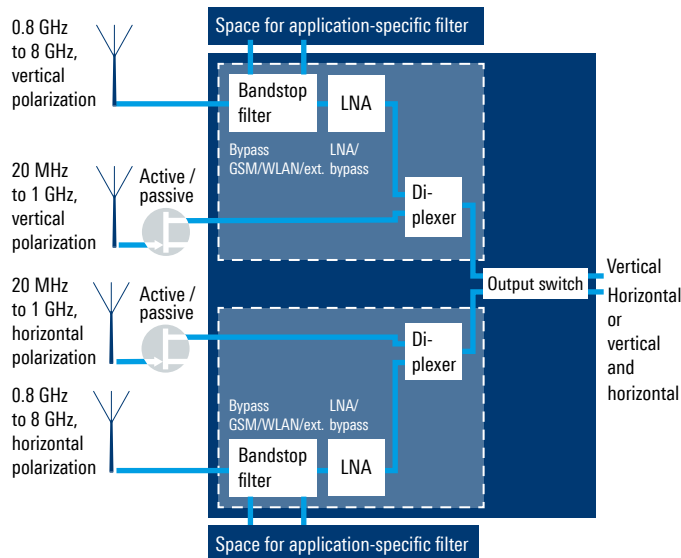 Space for application-specific filter
0.8 GHz
to 8 GHz,
vertical
polarization
Bandstop
filter
LNA
Bypass
GSM/WLAN/ext.
LNA/
bypass
20 MHz
to 1 GHz,
vertical
polarization
Active /
passive
Di-
plexer
Output switch
Vertical
Horizontal
or
vertical
and
horizontal
20 MHz
to 1 GHz,
horizontal
polarization
Active /
passive
Di-
plexer
0.8 GHz
to 8 GHz,
horizontal
polarization
Bypass
GSM/WLAN/ext.
LNA/
bypass
Bandstop
filter
LNA
Space for application-specific filter